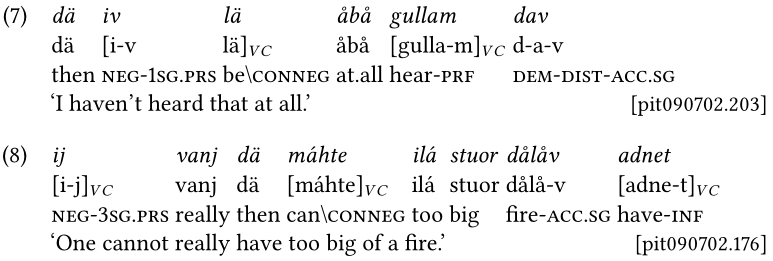 (7) dä iv lä åbå gullam dav
dä [i-v lä]VC åbå [gulla-m]VC d-a-v
then NEG-1SG.PRS be\CONNEG at.all hear-PRF DEM-DIST-ACC.SG
‘I haven’t heard that at all.’ [pit090702.203]
(8) ij vanj dä máhte ilá stuor dålåv adnet
[i-j]VC vanj dä [máhte]VC ilá stuor dålå-v [adne-t]VC
NEG-3SG.PRS really then can\CONNEG too big fire-ACC.SG have-INF
‘One cannot really have too big of a fire.’ [pit090702.176]